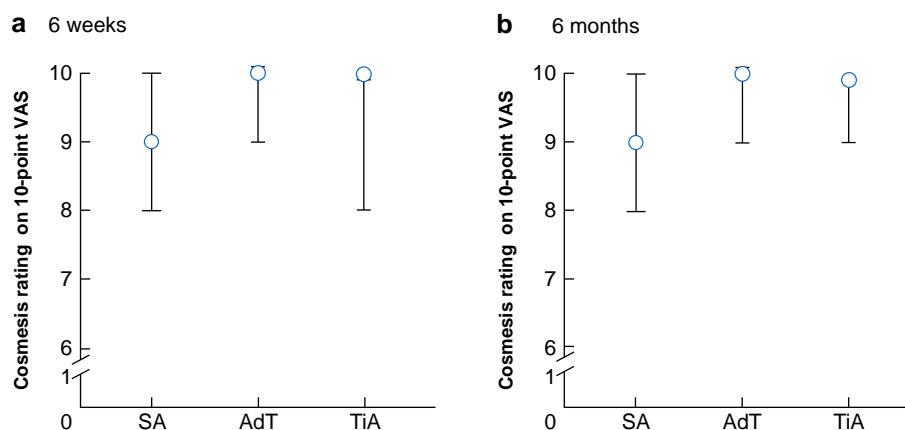 a 6 weeks
Cosmesis rating on 10-point VAS
10
9
8
7
6
1
0
SA AdT TiA
b 6 months
Cosmesis rating on 10-point VAS
10
9
8
7
6
1
0
SA AdT TiA